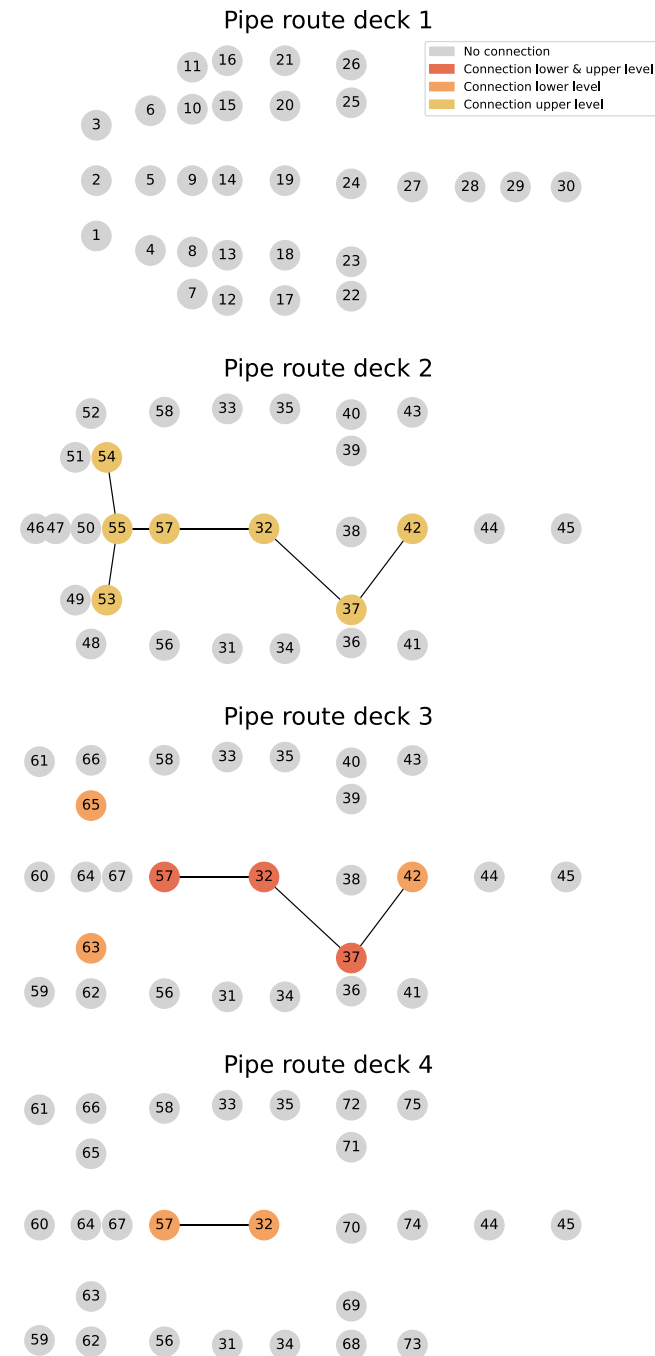 Pipe route deck 1
No connection
Connection lower & upper level
Connection lower level
Connection upper level
11 16 21 26
3 6 10 15 20 25
2 5 9 14 19 24 27 28 29 30
1 4 8 13 18 23
7 12 17 22
Pipe route deck 2
52 58 33 35 40 43
51 54 39
46 47 50 55 57 32 38 42 44 45
49 53 37
48 56 31 34 36 41
Pipe route deck 3
61 66 58 33 35 40 43
65 39
60 64 67 57 32 38 42 44 45
63 37
59 62 56 31 34 36 41
Pipe route deck 4
61 66 58 33 35 72 75
65 71
60 64 67 57 32 70 74 44 45
63 69
59 62 56 31 34 68 73